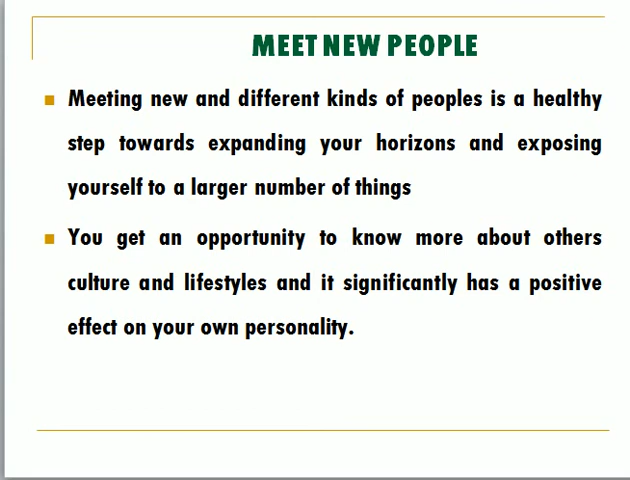 MEET NEW PEOPLE
Meeting new and different kinds of peoples is a healthy
step towards expanding your horizons and exposing
yourself to a larger number of things
You get an opportunity to know more about others
culture and lifestyles and it significantly has a positive
effect on your own personality.